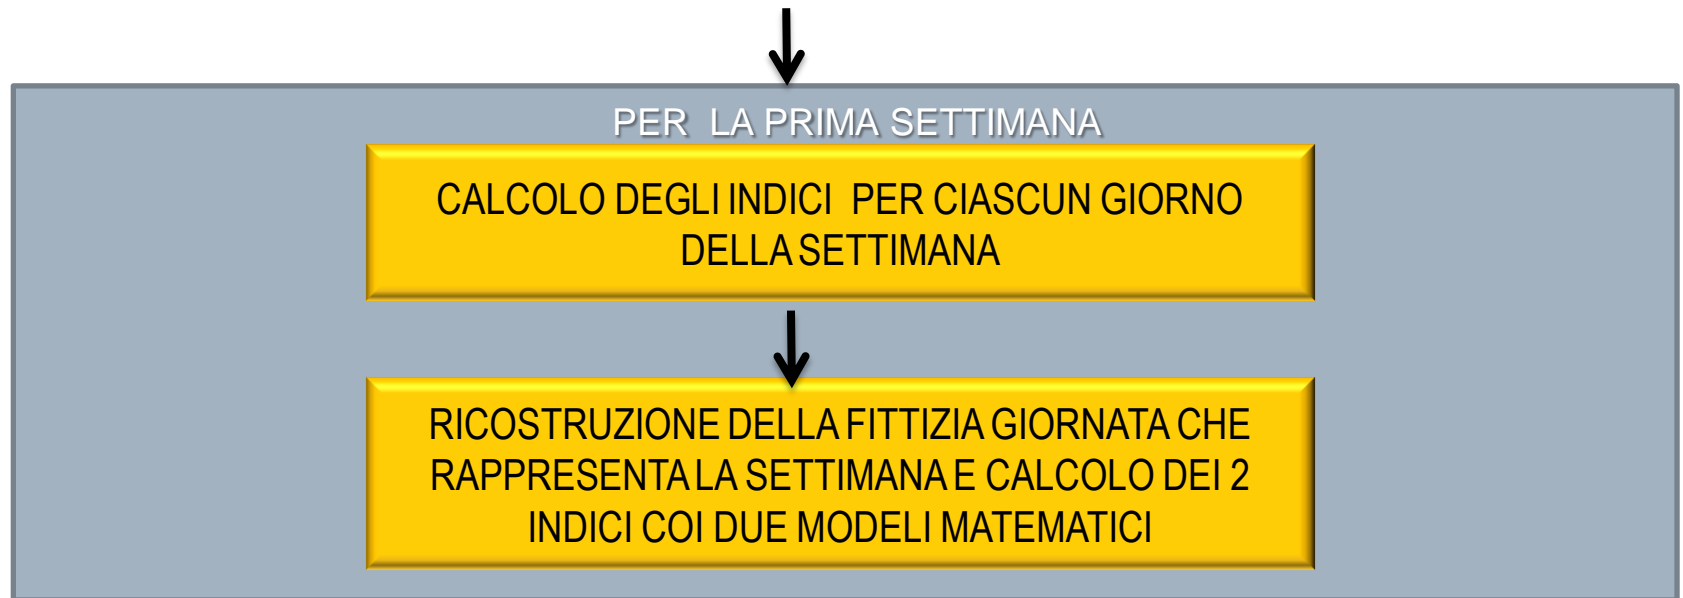 PER LA PRIMA SETTIMANA
CALCOLO DEGLI INDICI PER CIASCUN GIORNO
DELLA SETTIMANA
RICOSTRUZIONE DELLA FITTIZIA GIORNATA CHE
RAPPRESENTA LA SETTIMANA E CALCOLO DEI 2
INDICI COI DUE MODELI MATEMATICI